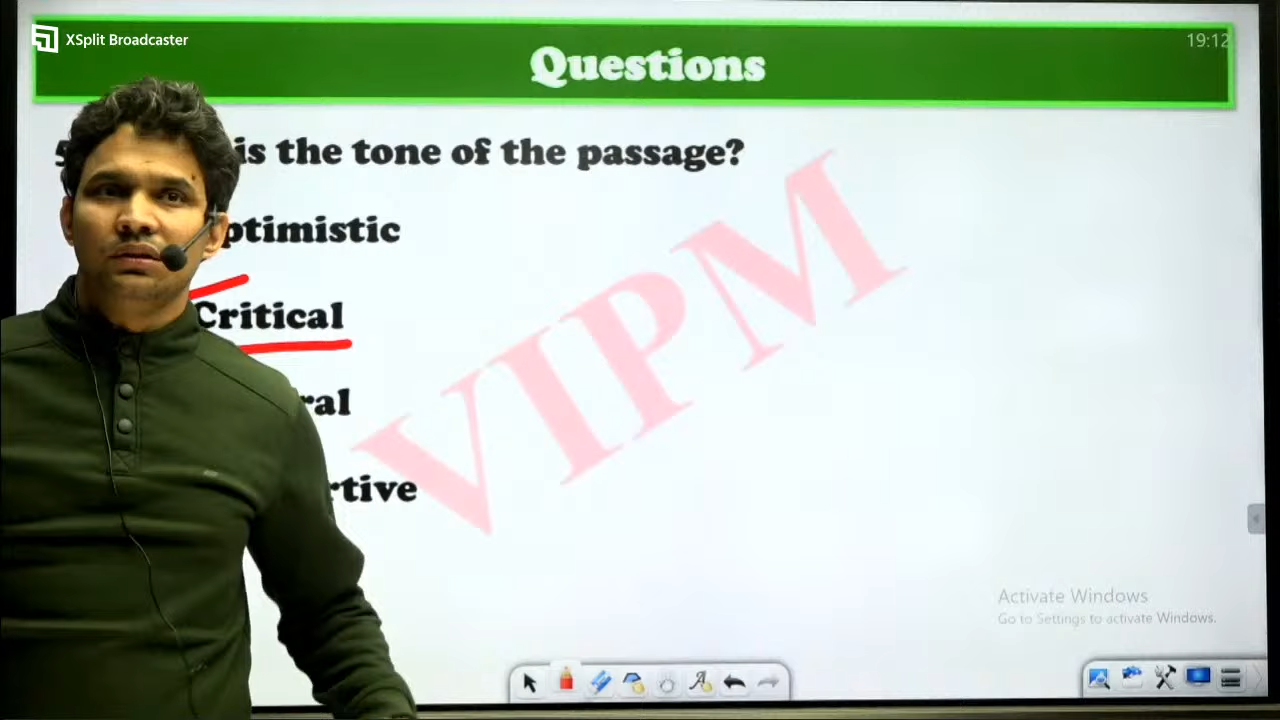 XSplit Broadcaster
19:12
Questions
is the tone of the passage?
ptimistic
Critical
ral
rtive
VIPM
Activate Windows
Go to Settings to activate Windows.